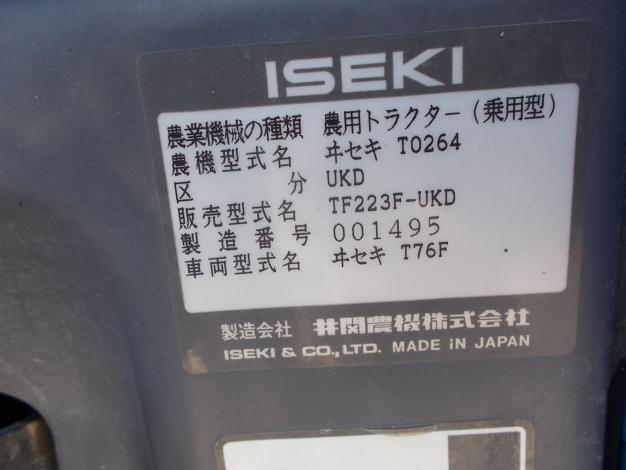 ISEKI
農業機械の種類 農用トラクター(乗用型)
農機型式名 ヰセキ T0264
区分 UKD
販売型式名 TF223F-UKD
製造番号 001495
車両型式名 ヰセキ T76F
製造会社 井関農機株式会社
ISEKI & CO., LTD. MADE iN JAPAN